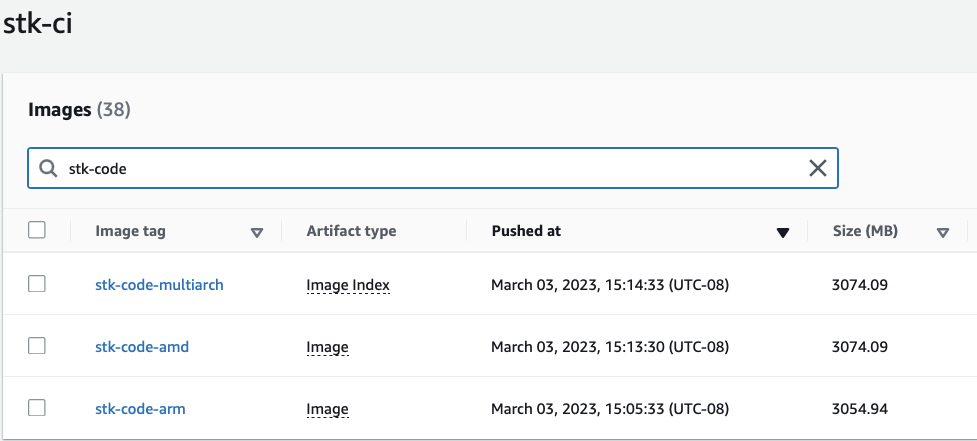 stk-ci
Images (38)
stk-code
Image tag Artifact type Pushed at Size (MB)
stk-code-multiarch Image Index March 03, 2023, 15:14:33 (UTC-08) 3074.09
stk-code-amd Image March 03, 2023, 15:13:30 (UTC-08) 3074.09
stk-code-arm Image March 03, 2023, 15:05:33 (UTC-08) 3054.94